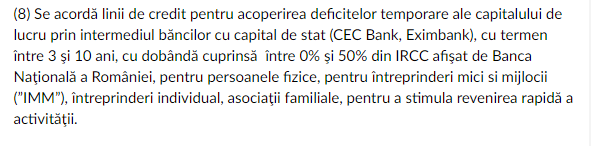 (8) Se acordă linii de credit pentru acoperirea deficitelor temporare ale capitalului de
lucru prin intermediul băncilor cu capital de stat (CEC Bank, Eximbank), cu termen
între 3 și 10 ani, cu dobândă cuprinsă  între 0% și 50% din IRCC afișat de Banca
Națională a României, pentru persoanele fizice, pentru întreprinderi mici si mijlocii
(”IMM”), întreprinderi individual, asociații familiale, pentru a stimula revenirea rapidă a
activității.